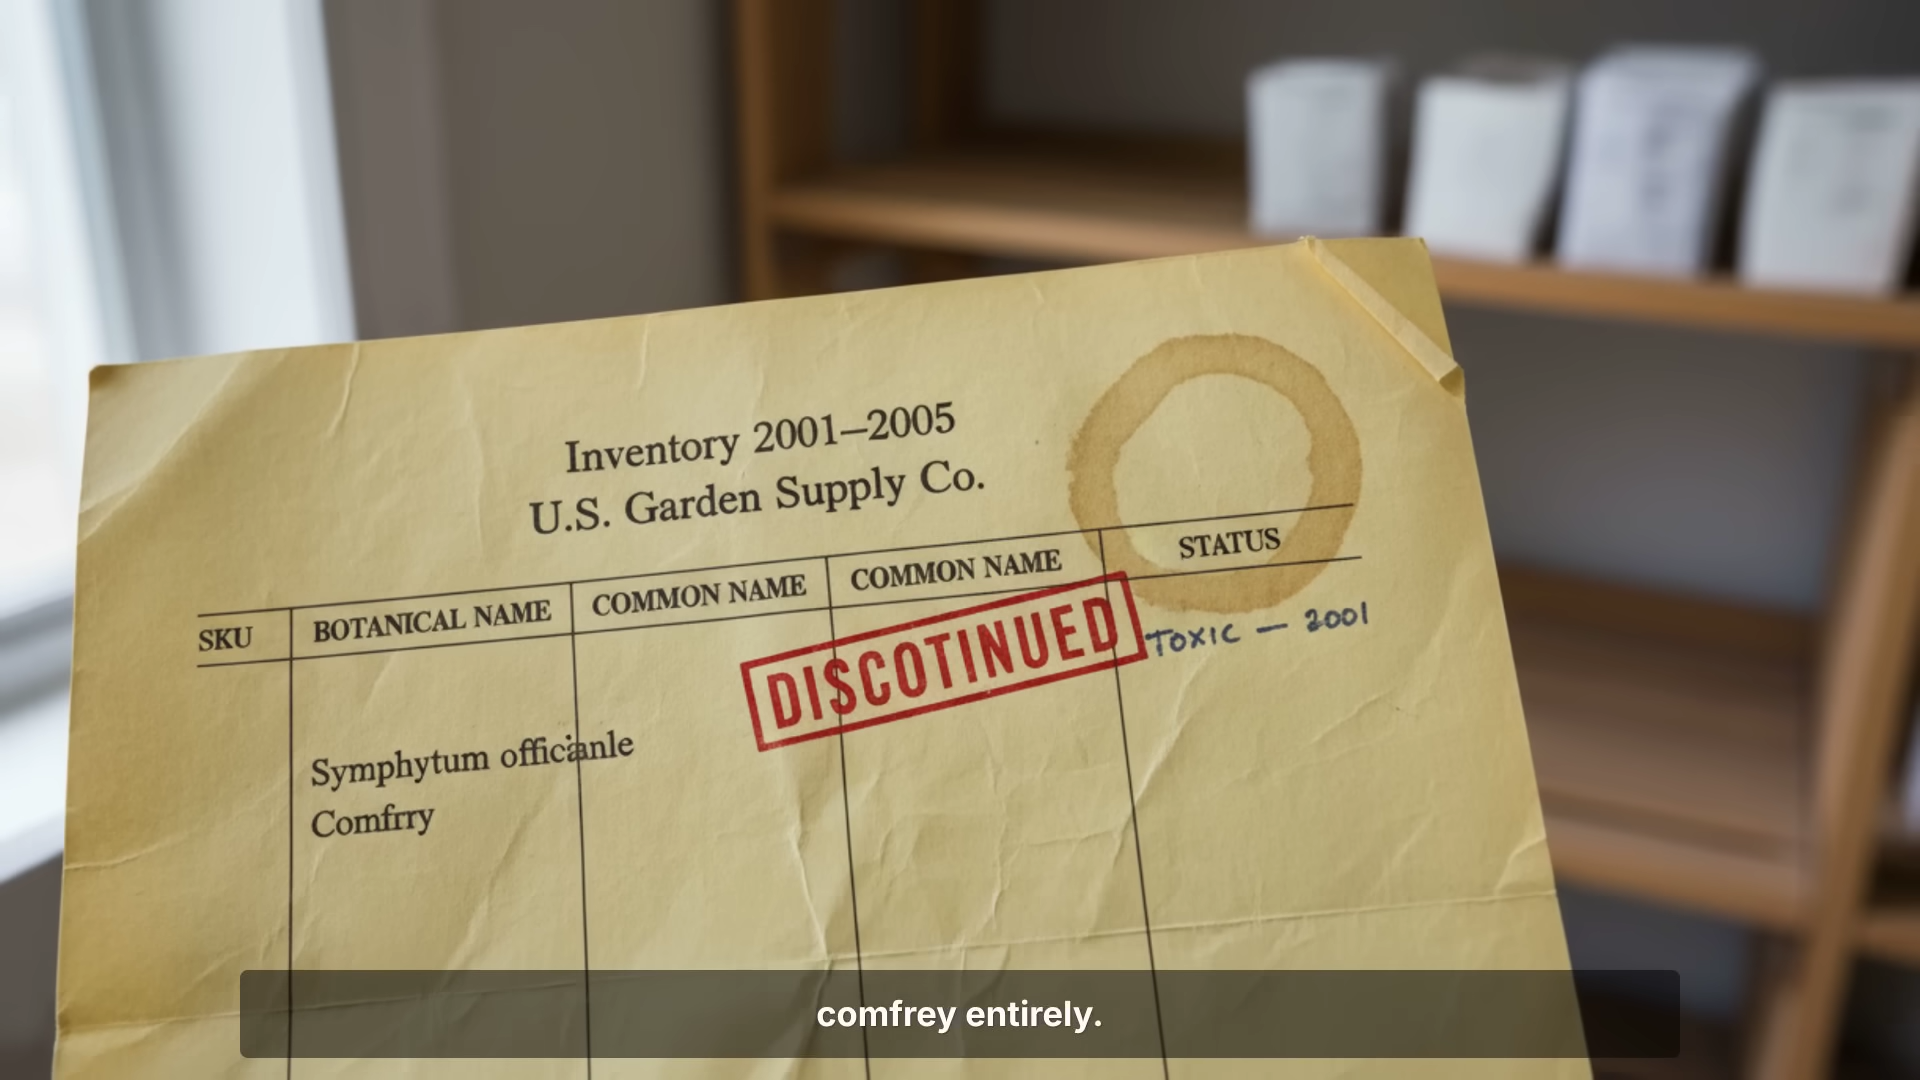 Inventory 2001–2005
U.S. Garden Supply Co.
SKU BOTANICAL NAME COMMON NAME COMMON NAME STATUS
DISCOTINUED
TOXIC — 2001
Symphytum officianle
Comfrry
comfrey entirely.